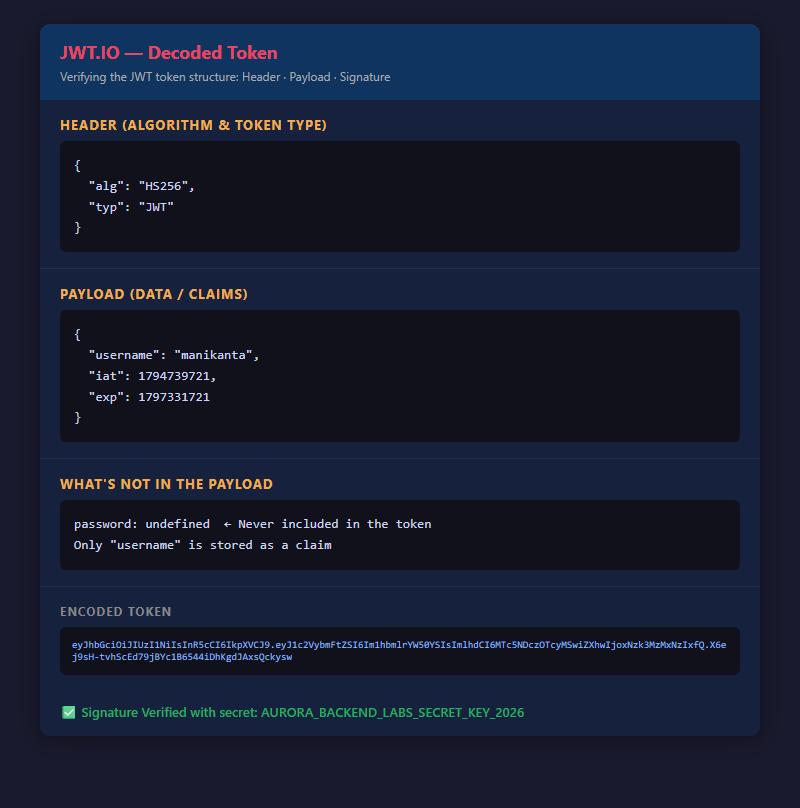 JWT.IO — Decoded Token
Verifying the JWT token structure: Header · Payload · Signature
HEADER (ALGORITHM & TOKEN TYPE)
{
  "alg": "HS256",
  "typ": "JWT"
}
PAYLOAD (DATA / CLAIMS)
{
  "username": "manikanta",
  "iat": 1794739721,
  "exp": 1797331721
}
WHAT'S NOT IN THE PAYLOAD
password: undefined  ← Never included in the token
Only "username" is stored as a claim
ENCODED TOKEN
eyJhbGciOiJIUzI1NiIsInR5cCI6IkpXVCJ9.eyJ1c2VybmFtZSI6Im1hbmlrYW50YSIsImlhdCI6MTc5NDczOTcyMSwiZXhwIjoxNzk3MzMxNzIxfQ.X6e
j9sH-tvhScEd79jBYc1B6544iDhKgdJAxsQckysw
✅ Signature Verified with secret: AURORA_BACKEND_LABS_SECRET_KEY_2026